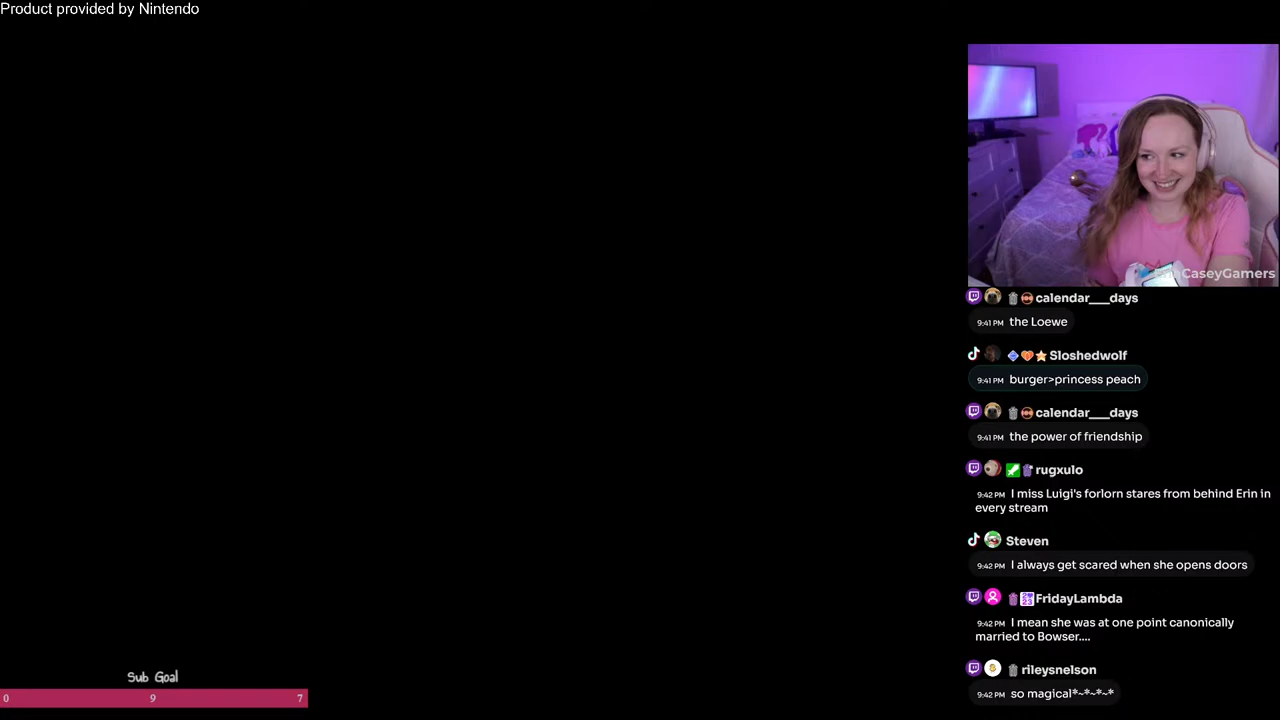 Product provided by Nintendo
CaseyGamers
calendar___days
9:41 PM the Loewe
Sloshedwolf
9:41 PM burger>princess peach
calendar___days
9:41 PM the power of friendship
rugxulo
9:42 PM I miss Luigi's forlorn stares from behind Erin in
every stream
Steven
9:42 PM I always get scared when she opens doors
FridayLambda
9:42 PM I mean she was at one point canonically
married to Bowser....
rileysnelson
9:42 PM so magical*~*~*~*
Sub Goal
0 9 7